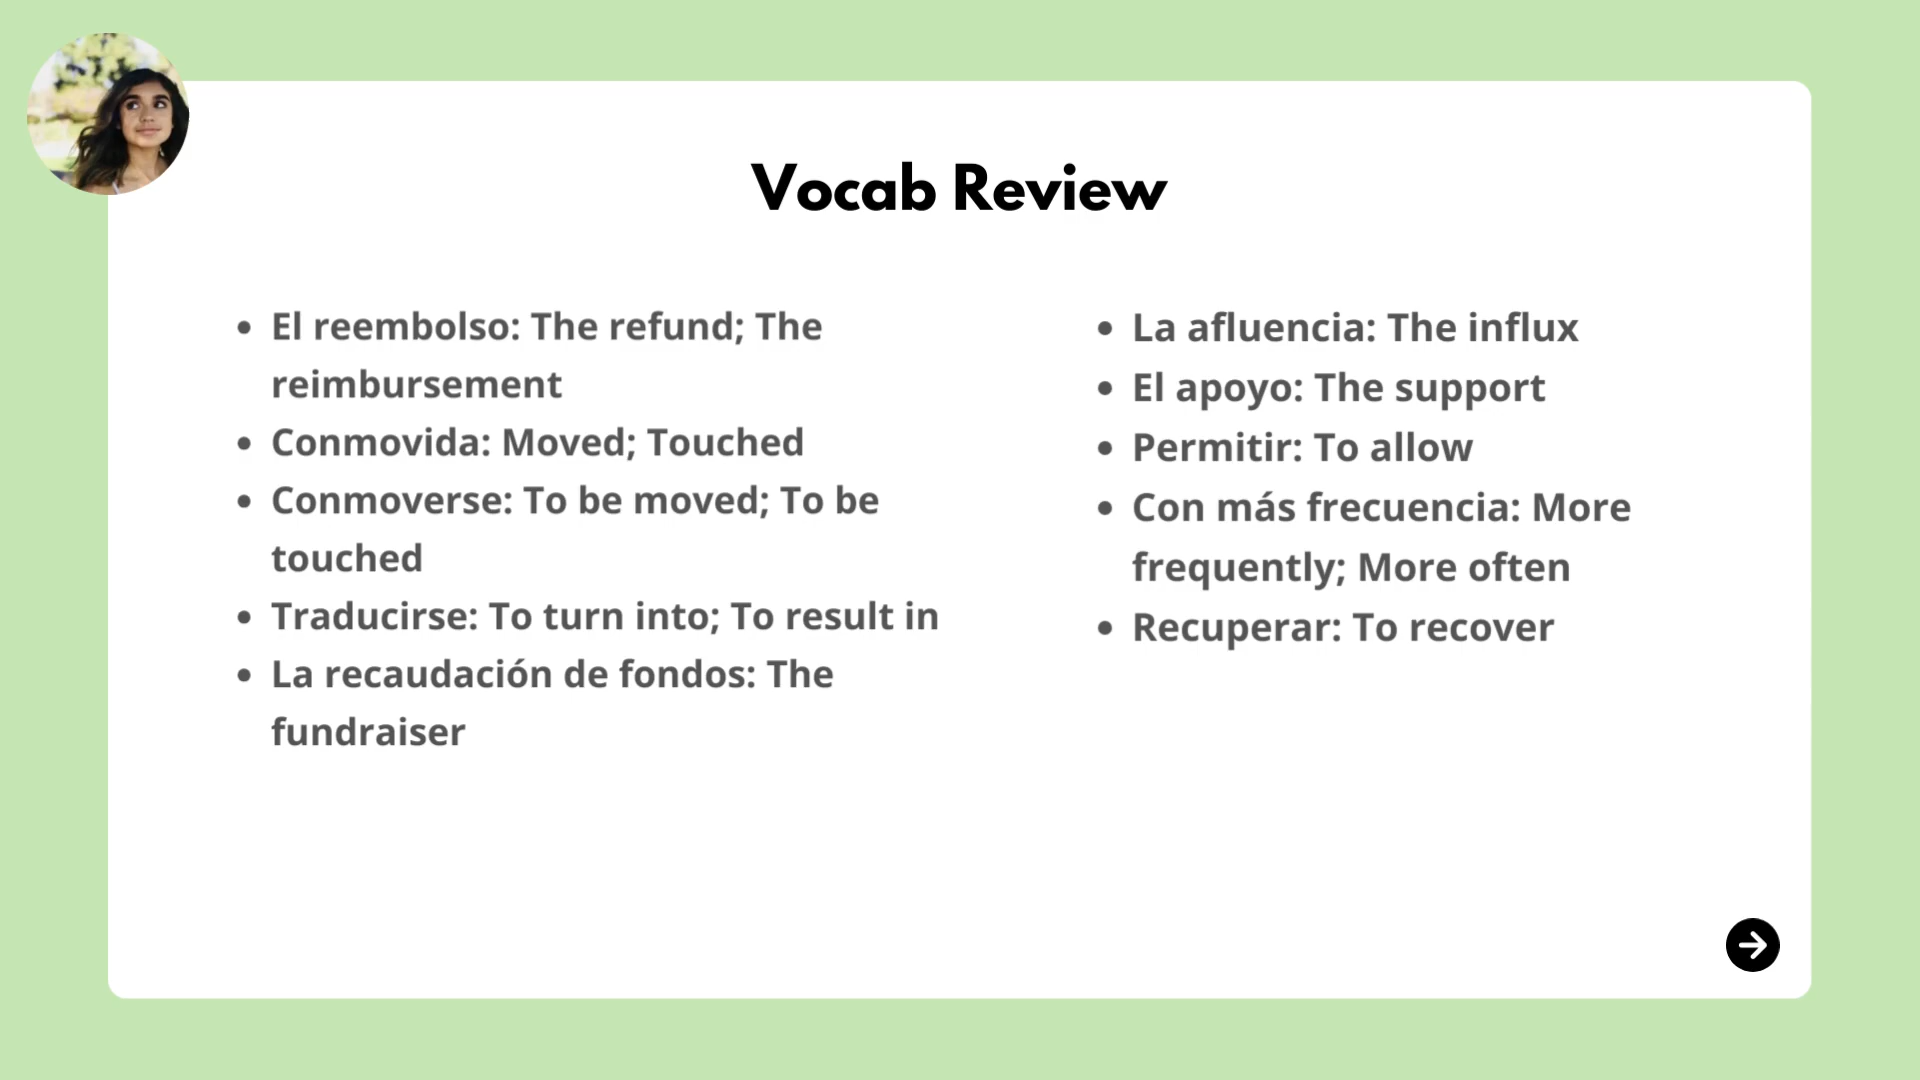 Vocab Review
• El reembolso: The refund; The
reimbursement
• Conmovida: Moved; Touched
• Conmoverse: To be moved; To be
touched
• Traducirse: To turn into; To result in
• La recaudación de fondos: The
fundraiser
• La afluencia: The influx
• El apoyo: The support
• Permitir: To allow
• Con más frecuencia: More
frequently; More often
• Recuperar: To recover